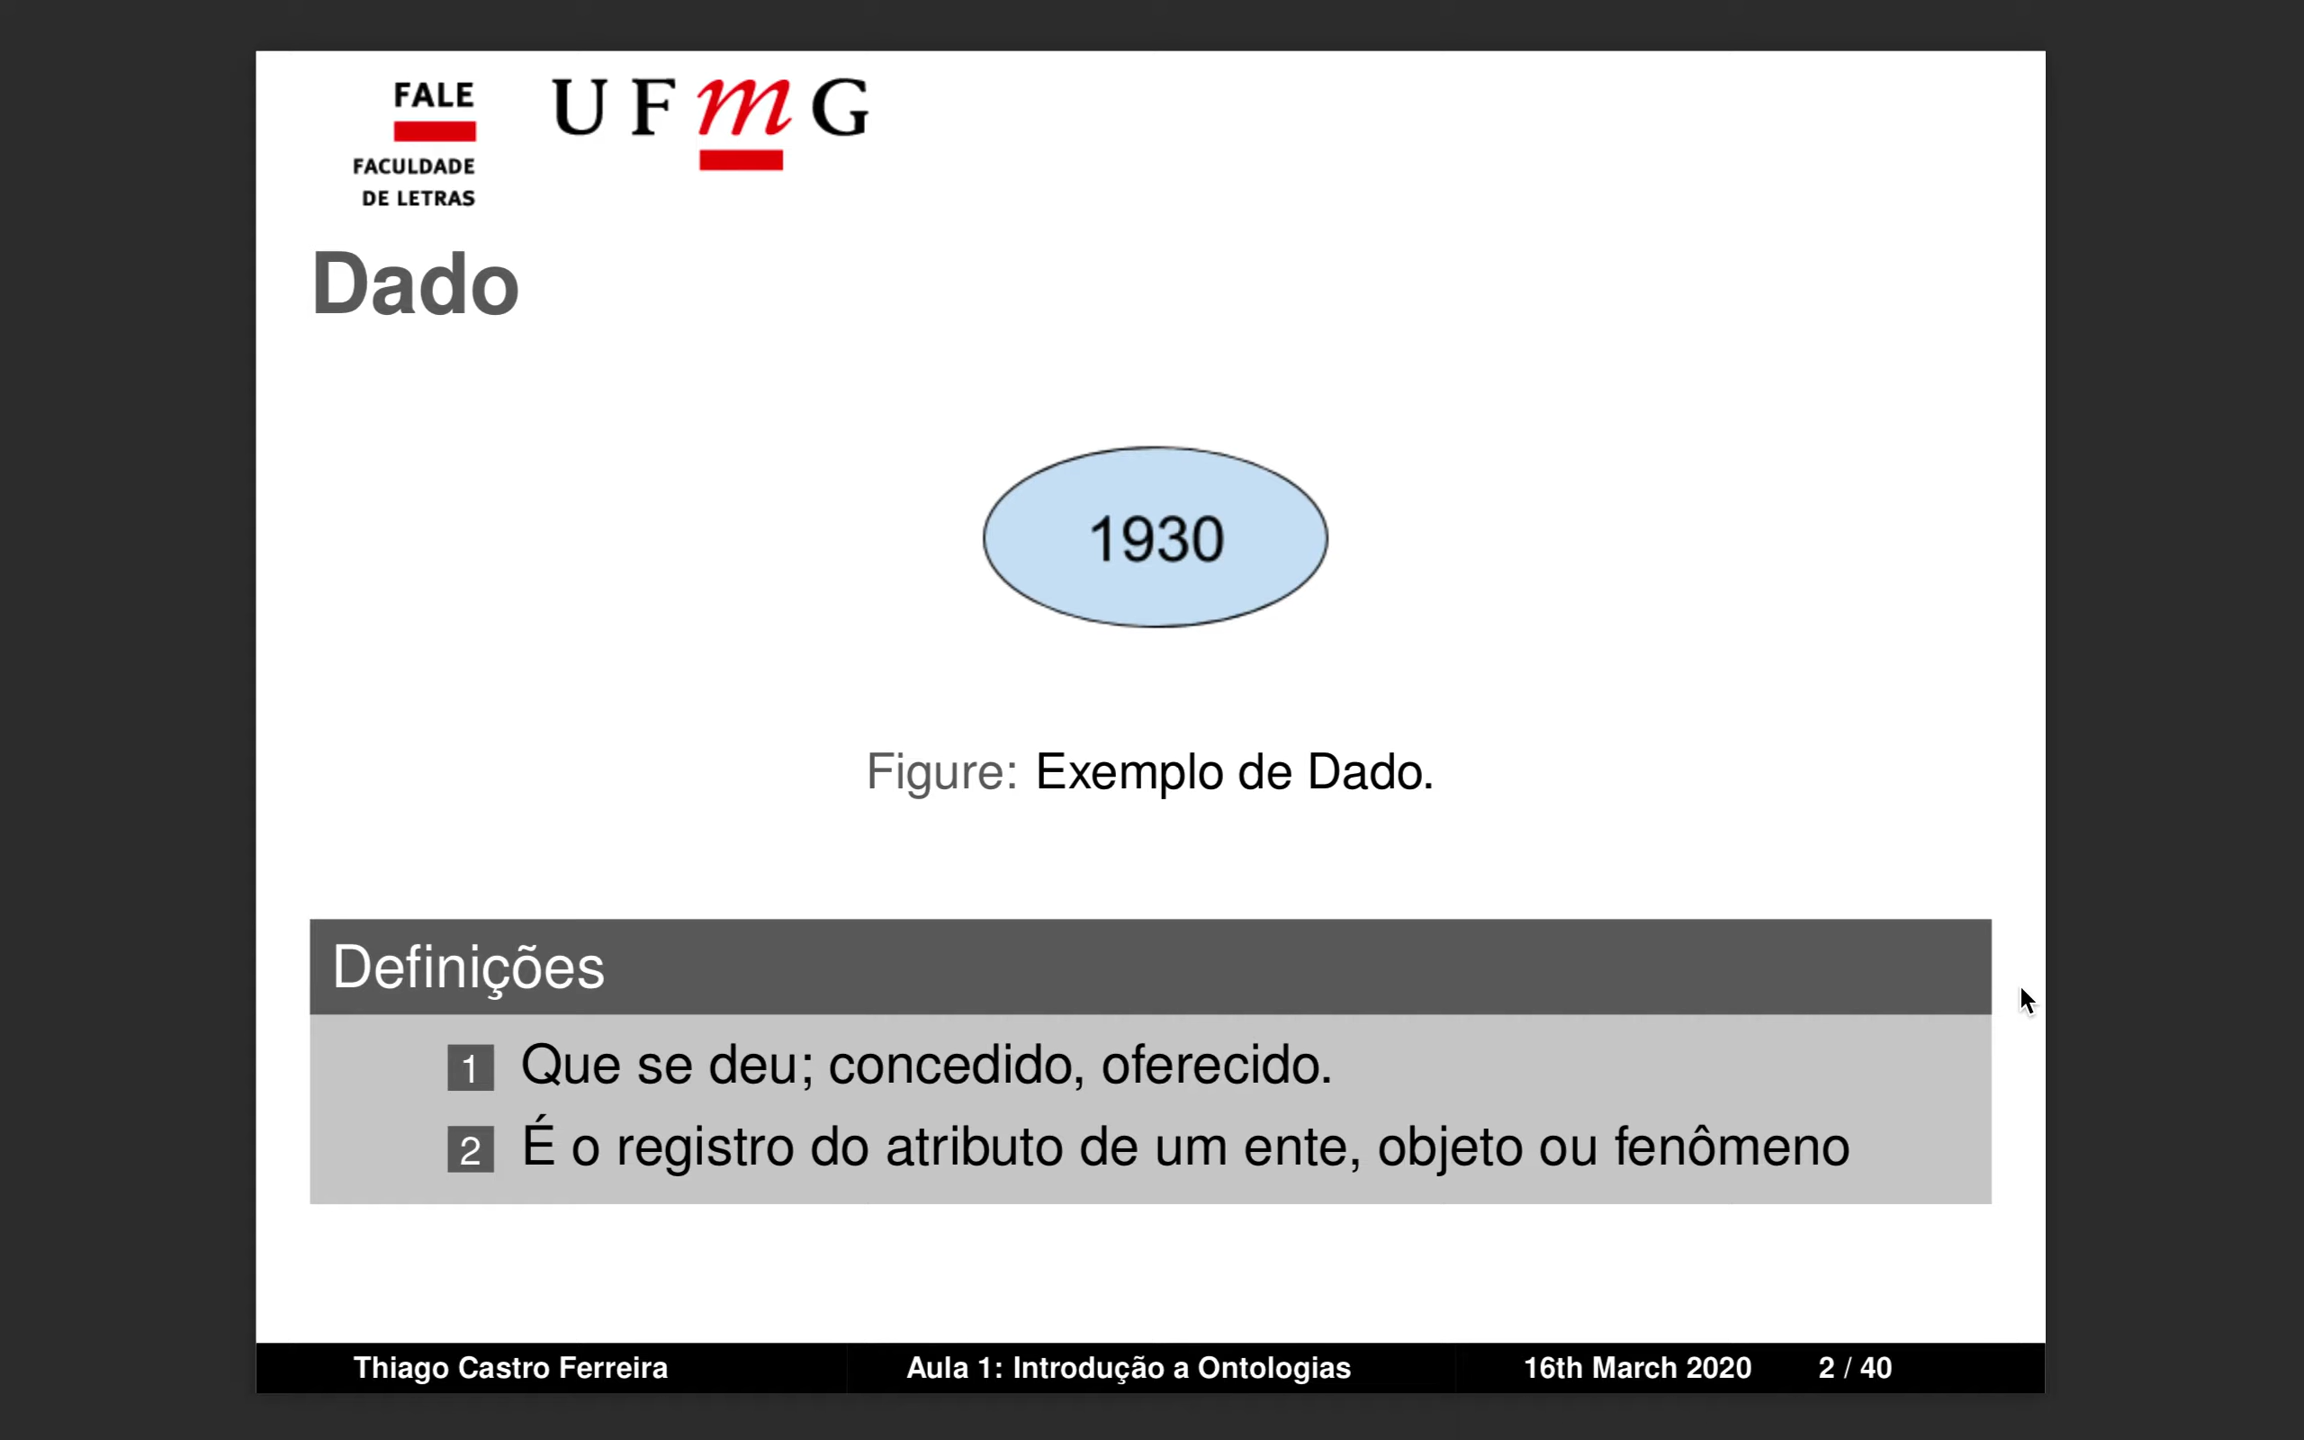 FALE
FACULDADE
DE LETRAS
UFmG
Dado
1930
Figure: Exemplo de Dado.
Definições
1 Que se deu; concedido, oferecido.
2 É o registro do atributo de um ente, objeto ou fenômeno
Thiago Castro Ferreira Aula 1: Introdução a Ontologias 16th March 2020 2 / 40